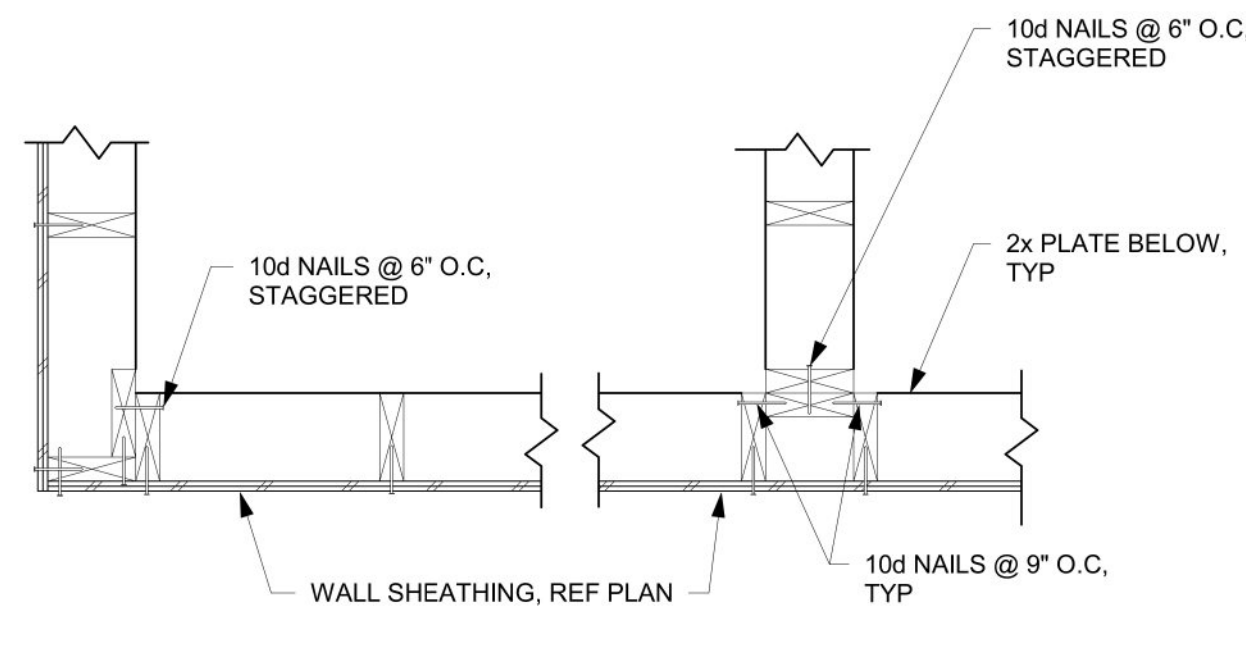 10d NAILS @ 6" O.C,
STAGGERED
2x PLATE BELOW,
TYP
10d NAILS @ 6" O.C,
STAGGERED
10d NAILS @ 9" O.C,
TYP
WALL SHEATHING, REF PLAN